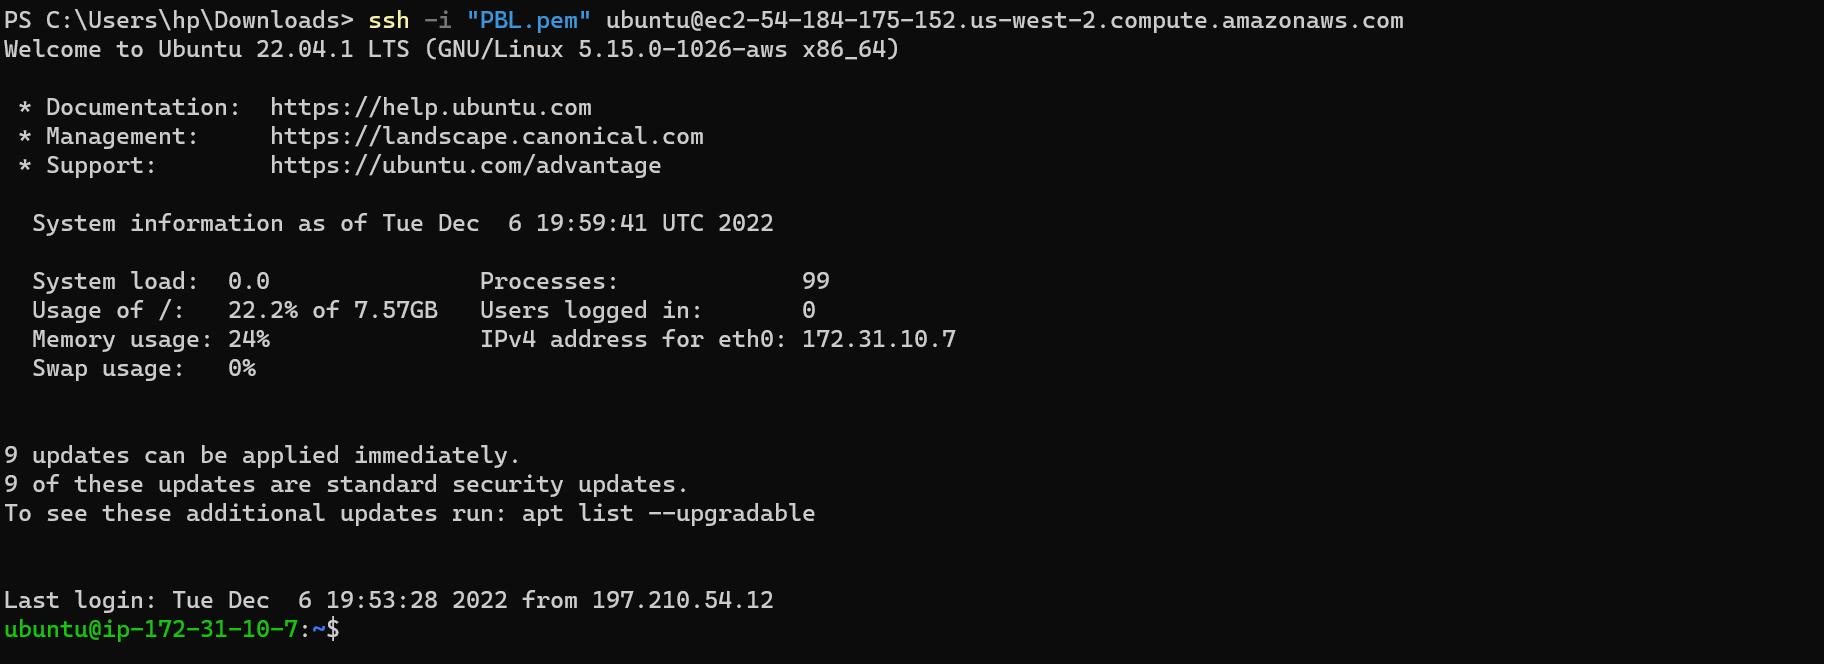 PS C:\Users\hp\Downloads> ssh -i "PBL.pem" ubuntu@ec2-54-184-175-152.us-west-2.compute.amazonaws.com
Welcome to Ubuntu 22.04.1 LTS (GNU/Linux 5.15.0-1026-aws x86_64)

 * Documentation:  https://help.ubuntu.com
 * Management:     https://landscape.canonical.com
 * Support:        https://ubuntu.com/advantage

  System information as of Tue Dec  6 19:59:41 UTC 2022

  System load:  0.0               Processes:             99
  Usage of /:   22.2% of 7.57GB   Users logged in:       0
  Memory usage: 24%               IPv4 address for eth0: 172.31.10.7
  Swap usage:   0%


9 updates can be applied immediately.
9 of these updates are standard security updates.
To see these additional updates run: apt list --upgradable


Last login: Tue Dec  6 19:53:28 2022 from 197.210.54.12
ubuntu@ip-172-31-10-7:~$